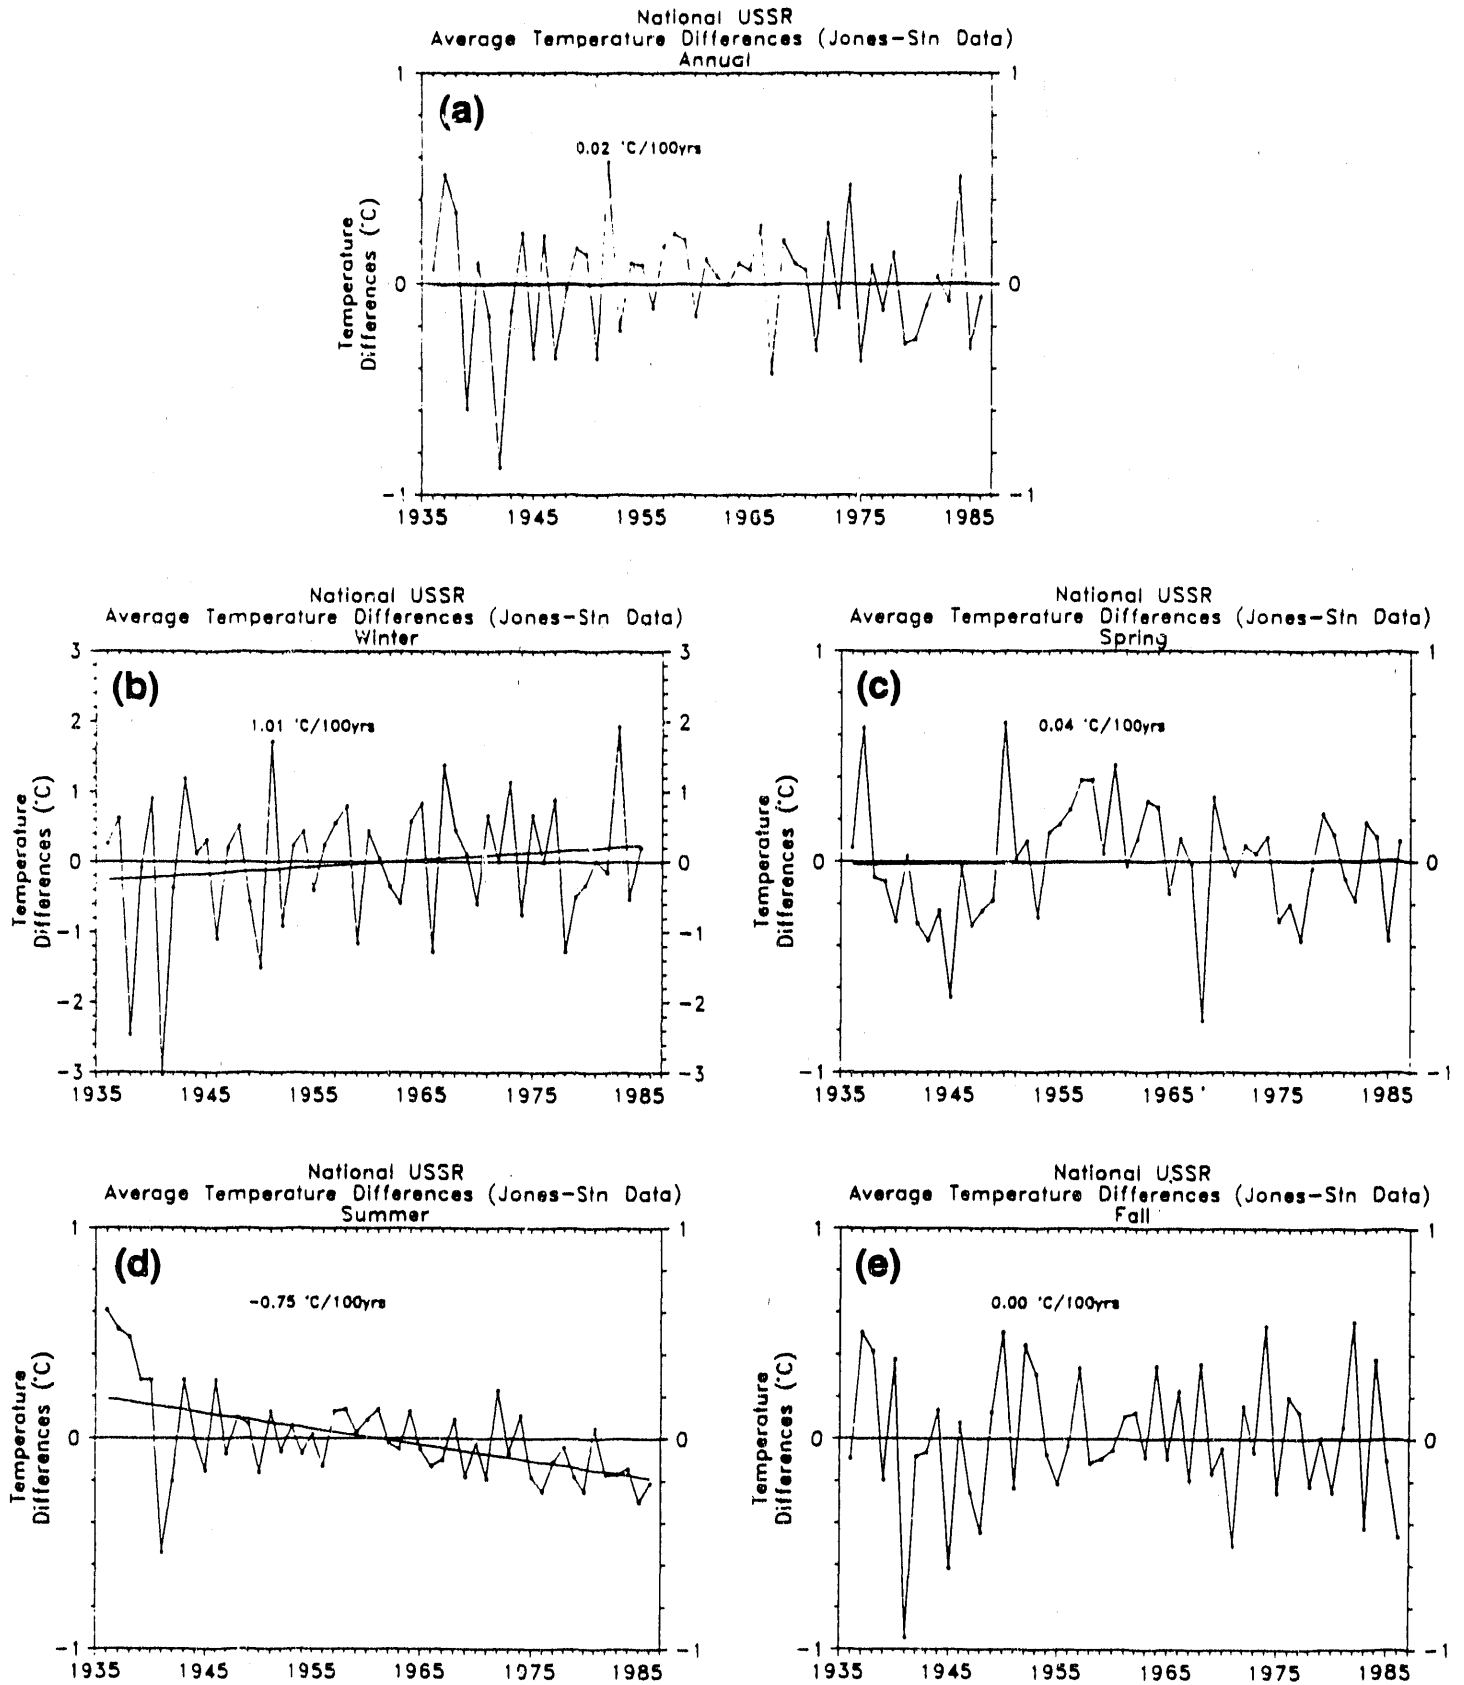 National USSR
Average Temperature Differences (Jones-Stn Data)
Annual
(a)
0.02 °C/100yrs
Temperature
Differences (°C)
1
0
-1
1
0
-1
1935 1945 1955 1965 1975 1985
National USSR
Average Temperature Differences (Jones-Stn Data)
Winter
(b)
1.01 °C/100yrs
Temperature
Differences (°C)
3
2
1
0
-1
-2
-3
3
2
1
0
-1
-2
-3
1935 1945 1955 1965 1975 1985
National USSR
Average Temperature Differences (Jones-Stn Data)
Spring
(c)
0.04 °C/100yrs
Temperature
Differences (°C)
1
0
-1
1
0
-1
1935 1945 1955 1965 1975 1985
National USSR
Average Temperature Differences (Jones-Stn Data)
Summer
(d)
-0.75 °C/100yrs
Temperature
Differences (°C)
1
0
-1
1
0
-1
1935 1945 1955 1965 1975 1985
National USSR
Average Temperature Differences (Jones-Stn Data)
Fall
(e)
0.00 °C/100yrs
Temperature
Differences (°C)
1
0
-1
1
0
-1
1935 1945 1955 1965 1975 1985